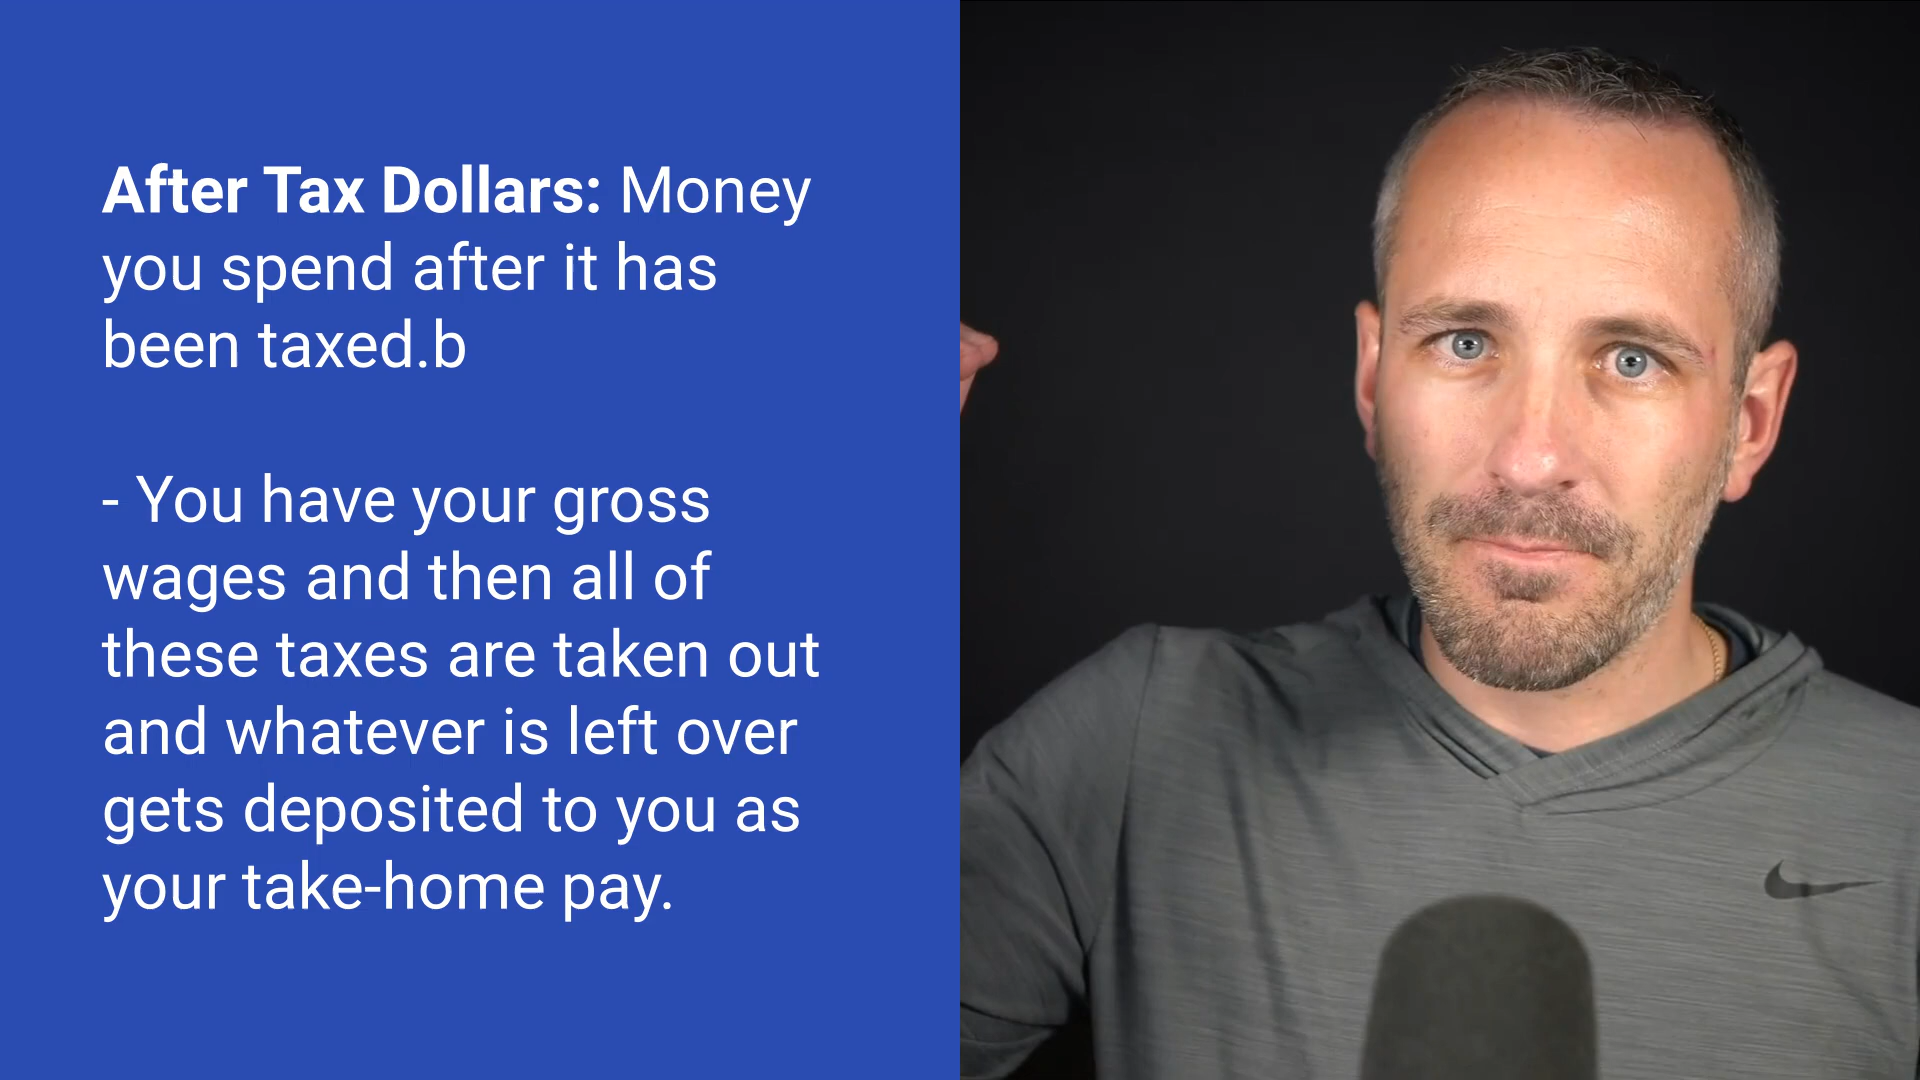 After Tax Dollars: Money
you spend after it has
been taxed.b
- You have your gross
wages and then all of
these taxes are taken out
and whatever is left over
gets deposited to you as
your take-home pay.